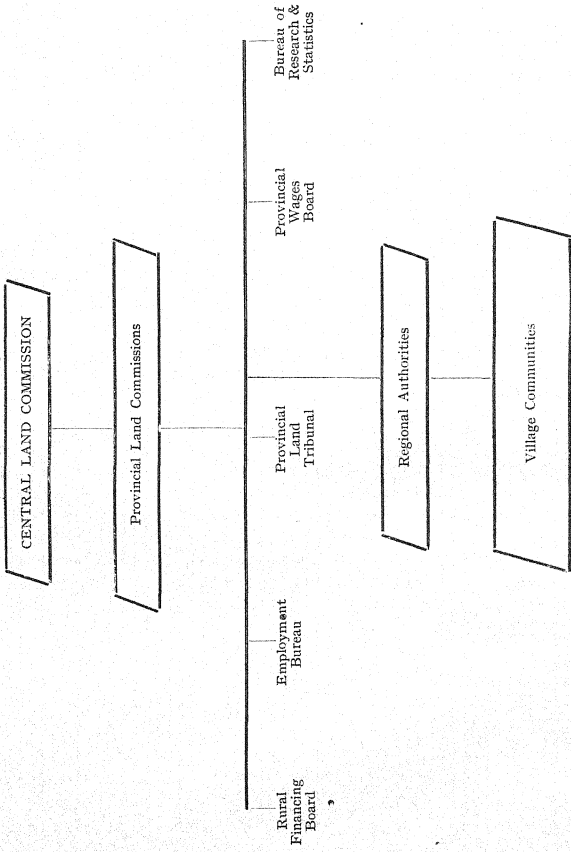 CENTRAL LAND COMMISSION
Provincial Land Commissions
Rural
Financing
Board
Employment
Bureau
Provincial
Land
Tribunal
Provincial
Wages
Board
Bureau of
Research &
Statistics
Regional Authorities
Village Communities